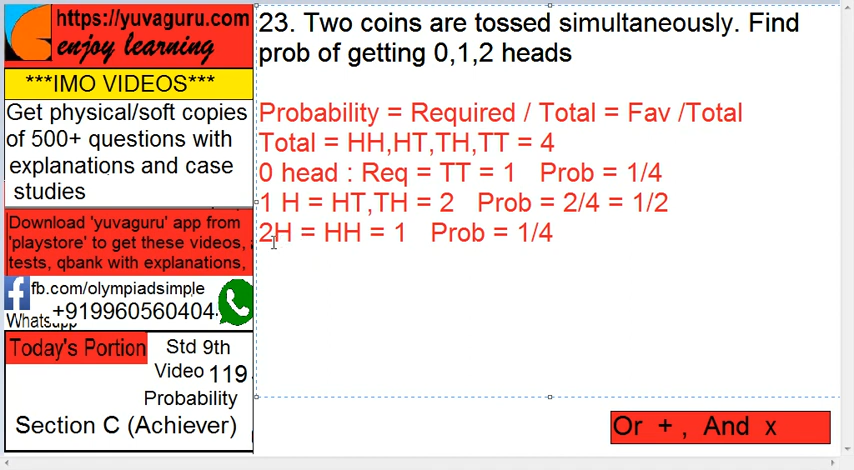 https://yuvaguru.com
enjoy learning
***IMO VIDEOS***
Get physical/soft copies
of 500+ questions with
explanations and case
studies
Download 'yuvaguru' app from
'playstore' to get these videos,
tests, qbank with explanations,
fb.com/olympiadsimple
+919960560404
Whatsupp
Today's Portion
Std 9th
Video 119
Probability
Section C (Achiever)
23. Two coins are tossed simultaneously. Find
prob of getting 0,1,2 heads
Probability = Required / Total = Fav /Total
Total = HH,HT,TH,TT = 4
0 head : Req = TT = 1 Prob = 1/4
1 H = HT,TH = 2 Prob = 2/4 = 1/2
2H = HH = 1 Prob = 1/4
Or + , And x